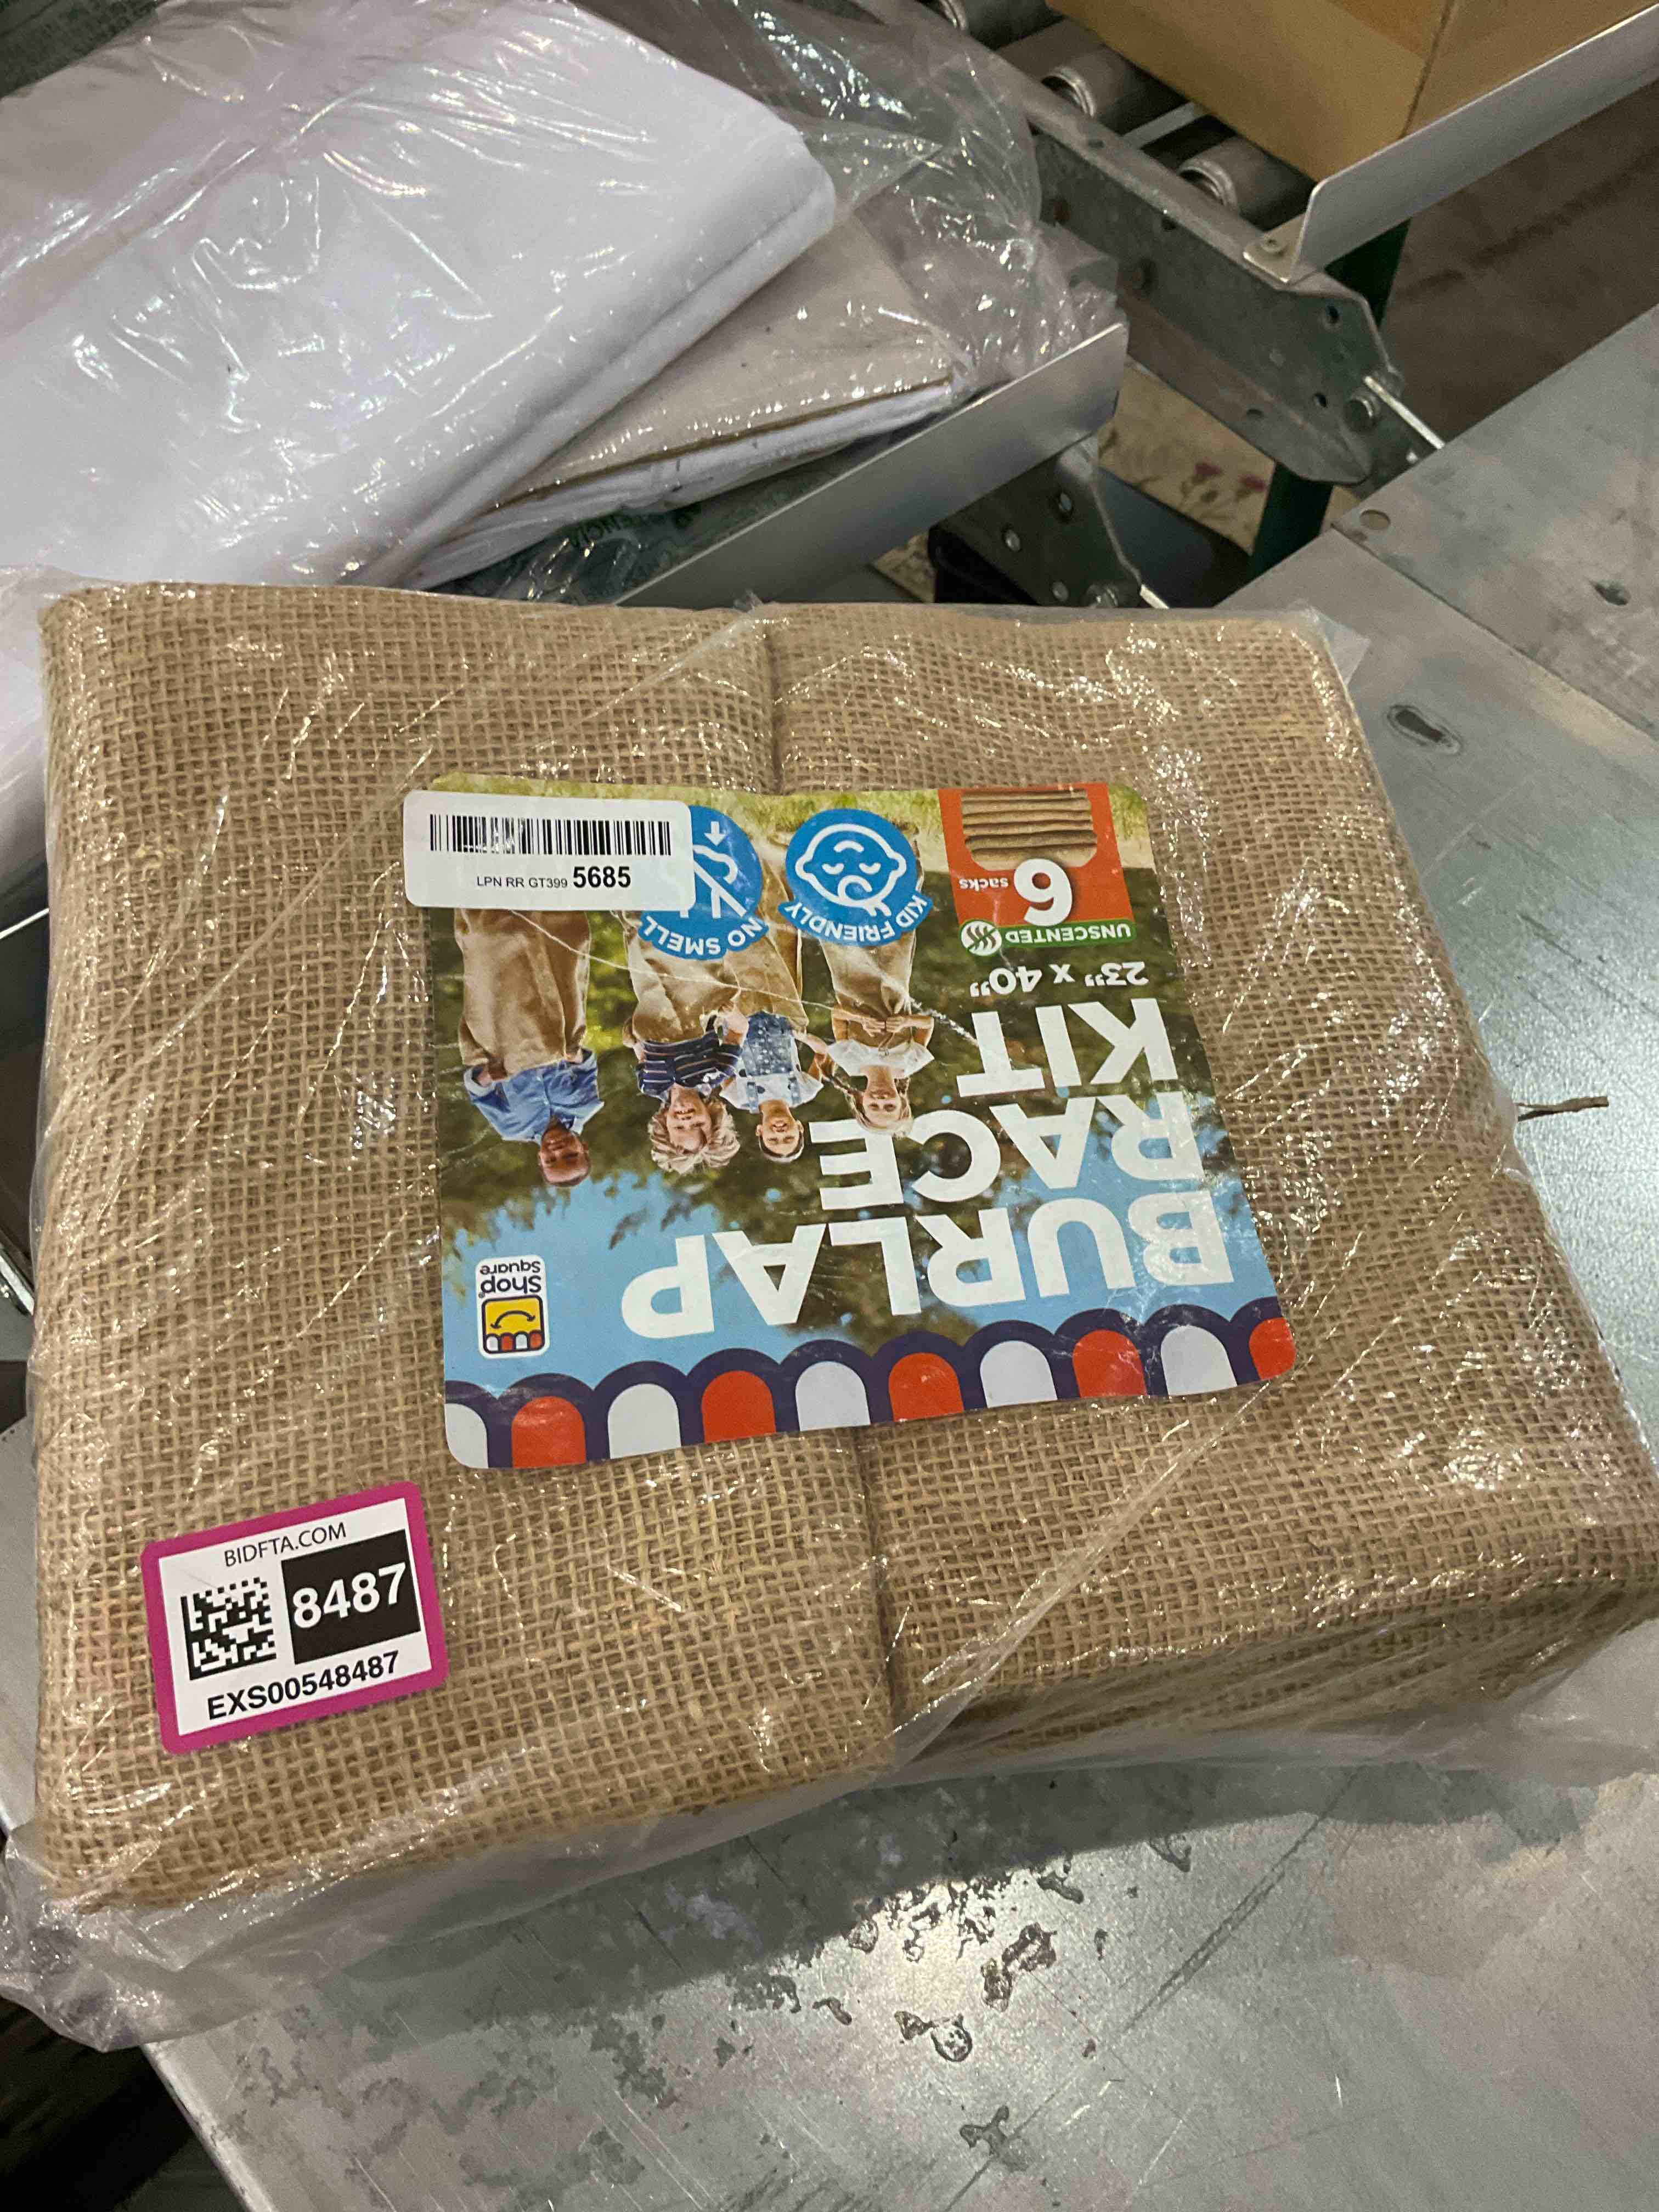 LPN RR GT399 5685
BURLAP
RACE
KIT
23" x 40"
UNSCENTED
6
sacks
KID FRIENDLY
NO SMELL
Shop
Square
BIDFTA.COM
8487
EXS00548487